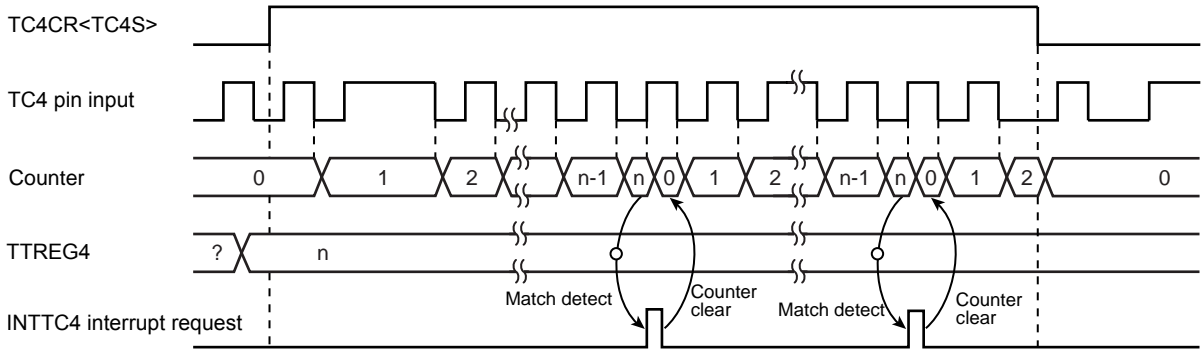 TC4CR<TC4S>
TC4 pin input
Counter
0 1 2 n-1 n 0 1 2 n-1 n 0 1 2 0
TTREG4
? n
Match detect
Counter
clear
Match detect
Counter
clear
INTTC4 interrupt request